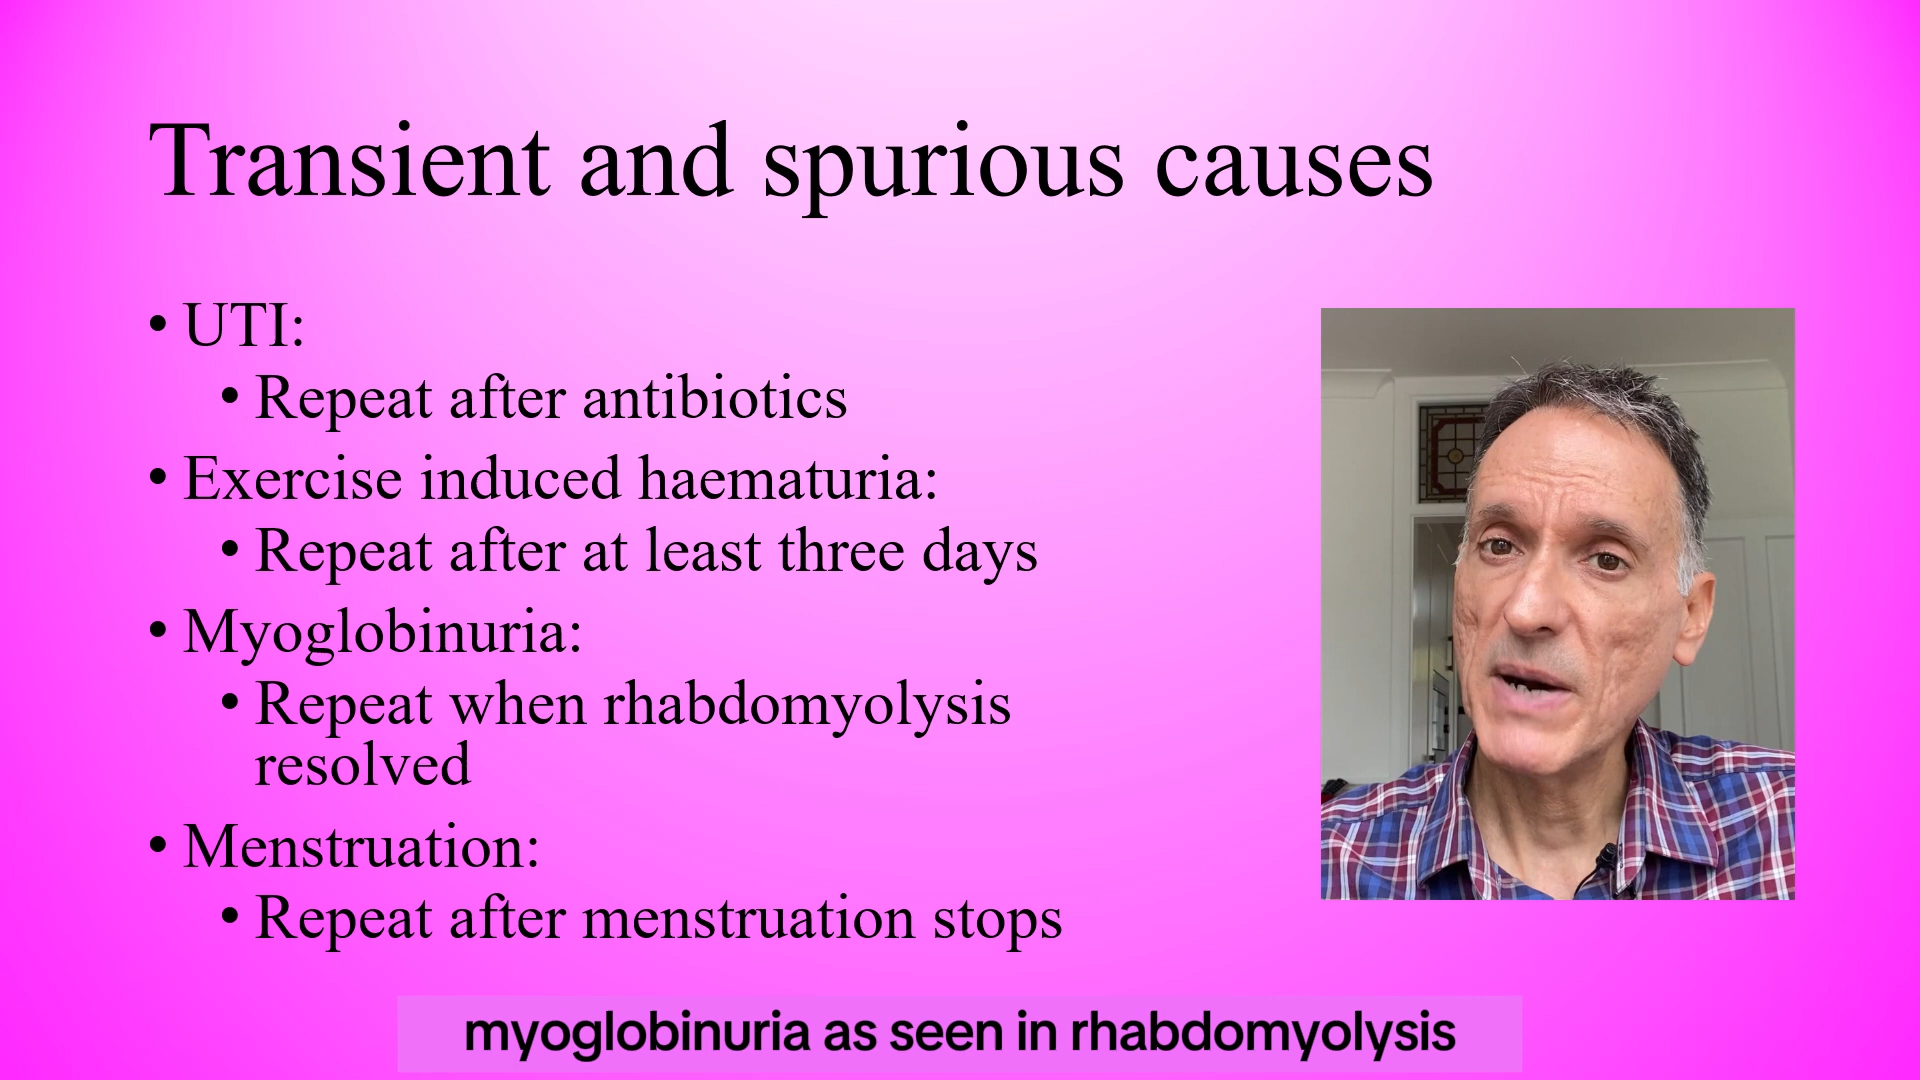 Transient and spurious causes
• UTI:
• Repeat after antibiotics
• Exercise induced haematuria:
• Repeat after at least three days
• Myoglobinuria:
• Repeat when rhabdomyolysis
resolved
• Menstruation:
• Repeat after menstruation stops
myoglobinuria as seen in rhabdomyolysis